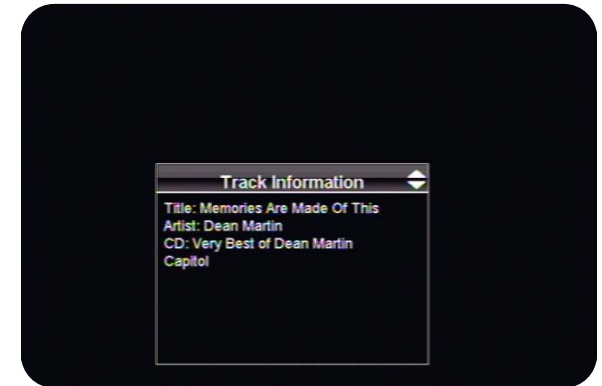 Track Information
Title: Memories Are Made Of This
Artist: Dean Martin
CD: Very Best of Dean Martin
Capitol